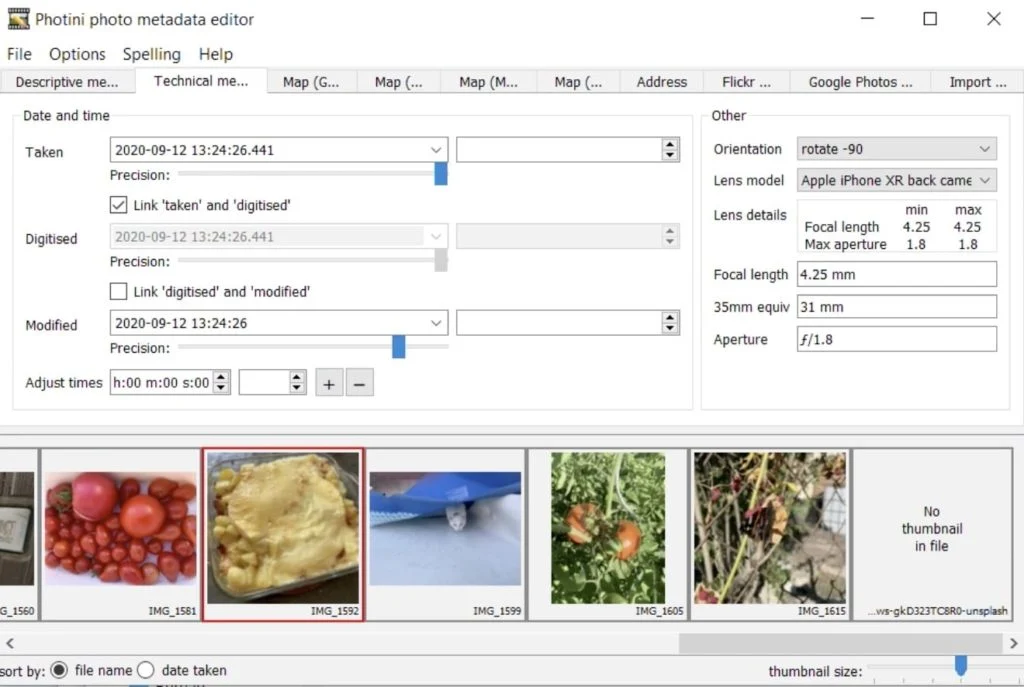 Photini photo metadata editor
File Options Spelling Help
Descriptive me... Technical me... Map (G... Map (... Map (M... Map (... Address Flickr ... Google Photos ... Import ...
Date and time
Taken 2020-09-12 13:24:26.441
Precision:
Link 'taken' and 'digitised'
Digitised 2020-09-12 13:24:26.441
Precision:
Link 'digitised' and 'modified'
Modified 2020-09-12 13:24:26
Precision:
Adjust times h:00 m:00 s:00 + −
Other
Orientation rotate -90
Lens model Apple iPhone XR back came
Lens details min max
Focal length 4.25 4.25
Max aperture 1.8 1.8
Focal length 4.25 mm
35mm equiv 31 mm
Aperture ƒ/1.8
No
thumbnail
in file
G_1560 IMG_1581 IMG_1592 IMG_1599 IMG_1605 IMG_1615 ...ws-gkD323TC8R0-unsplash
sort by: file name date taken thumbnail size: